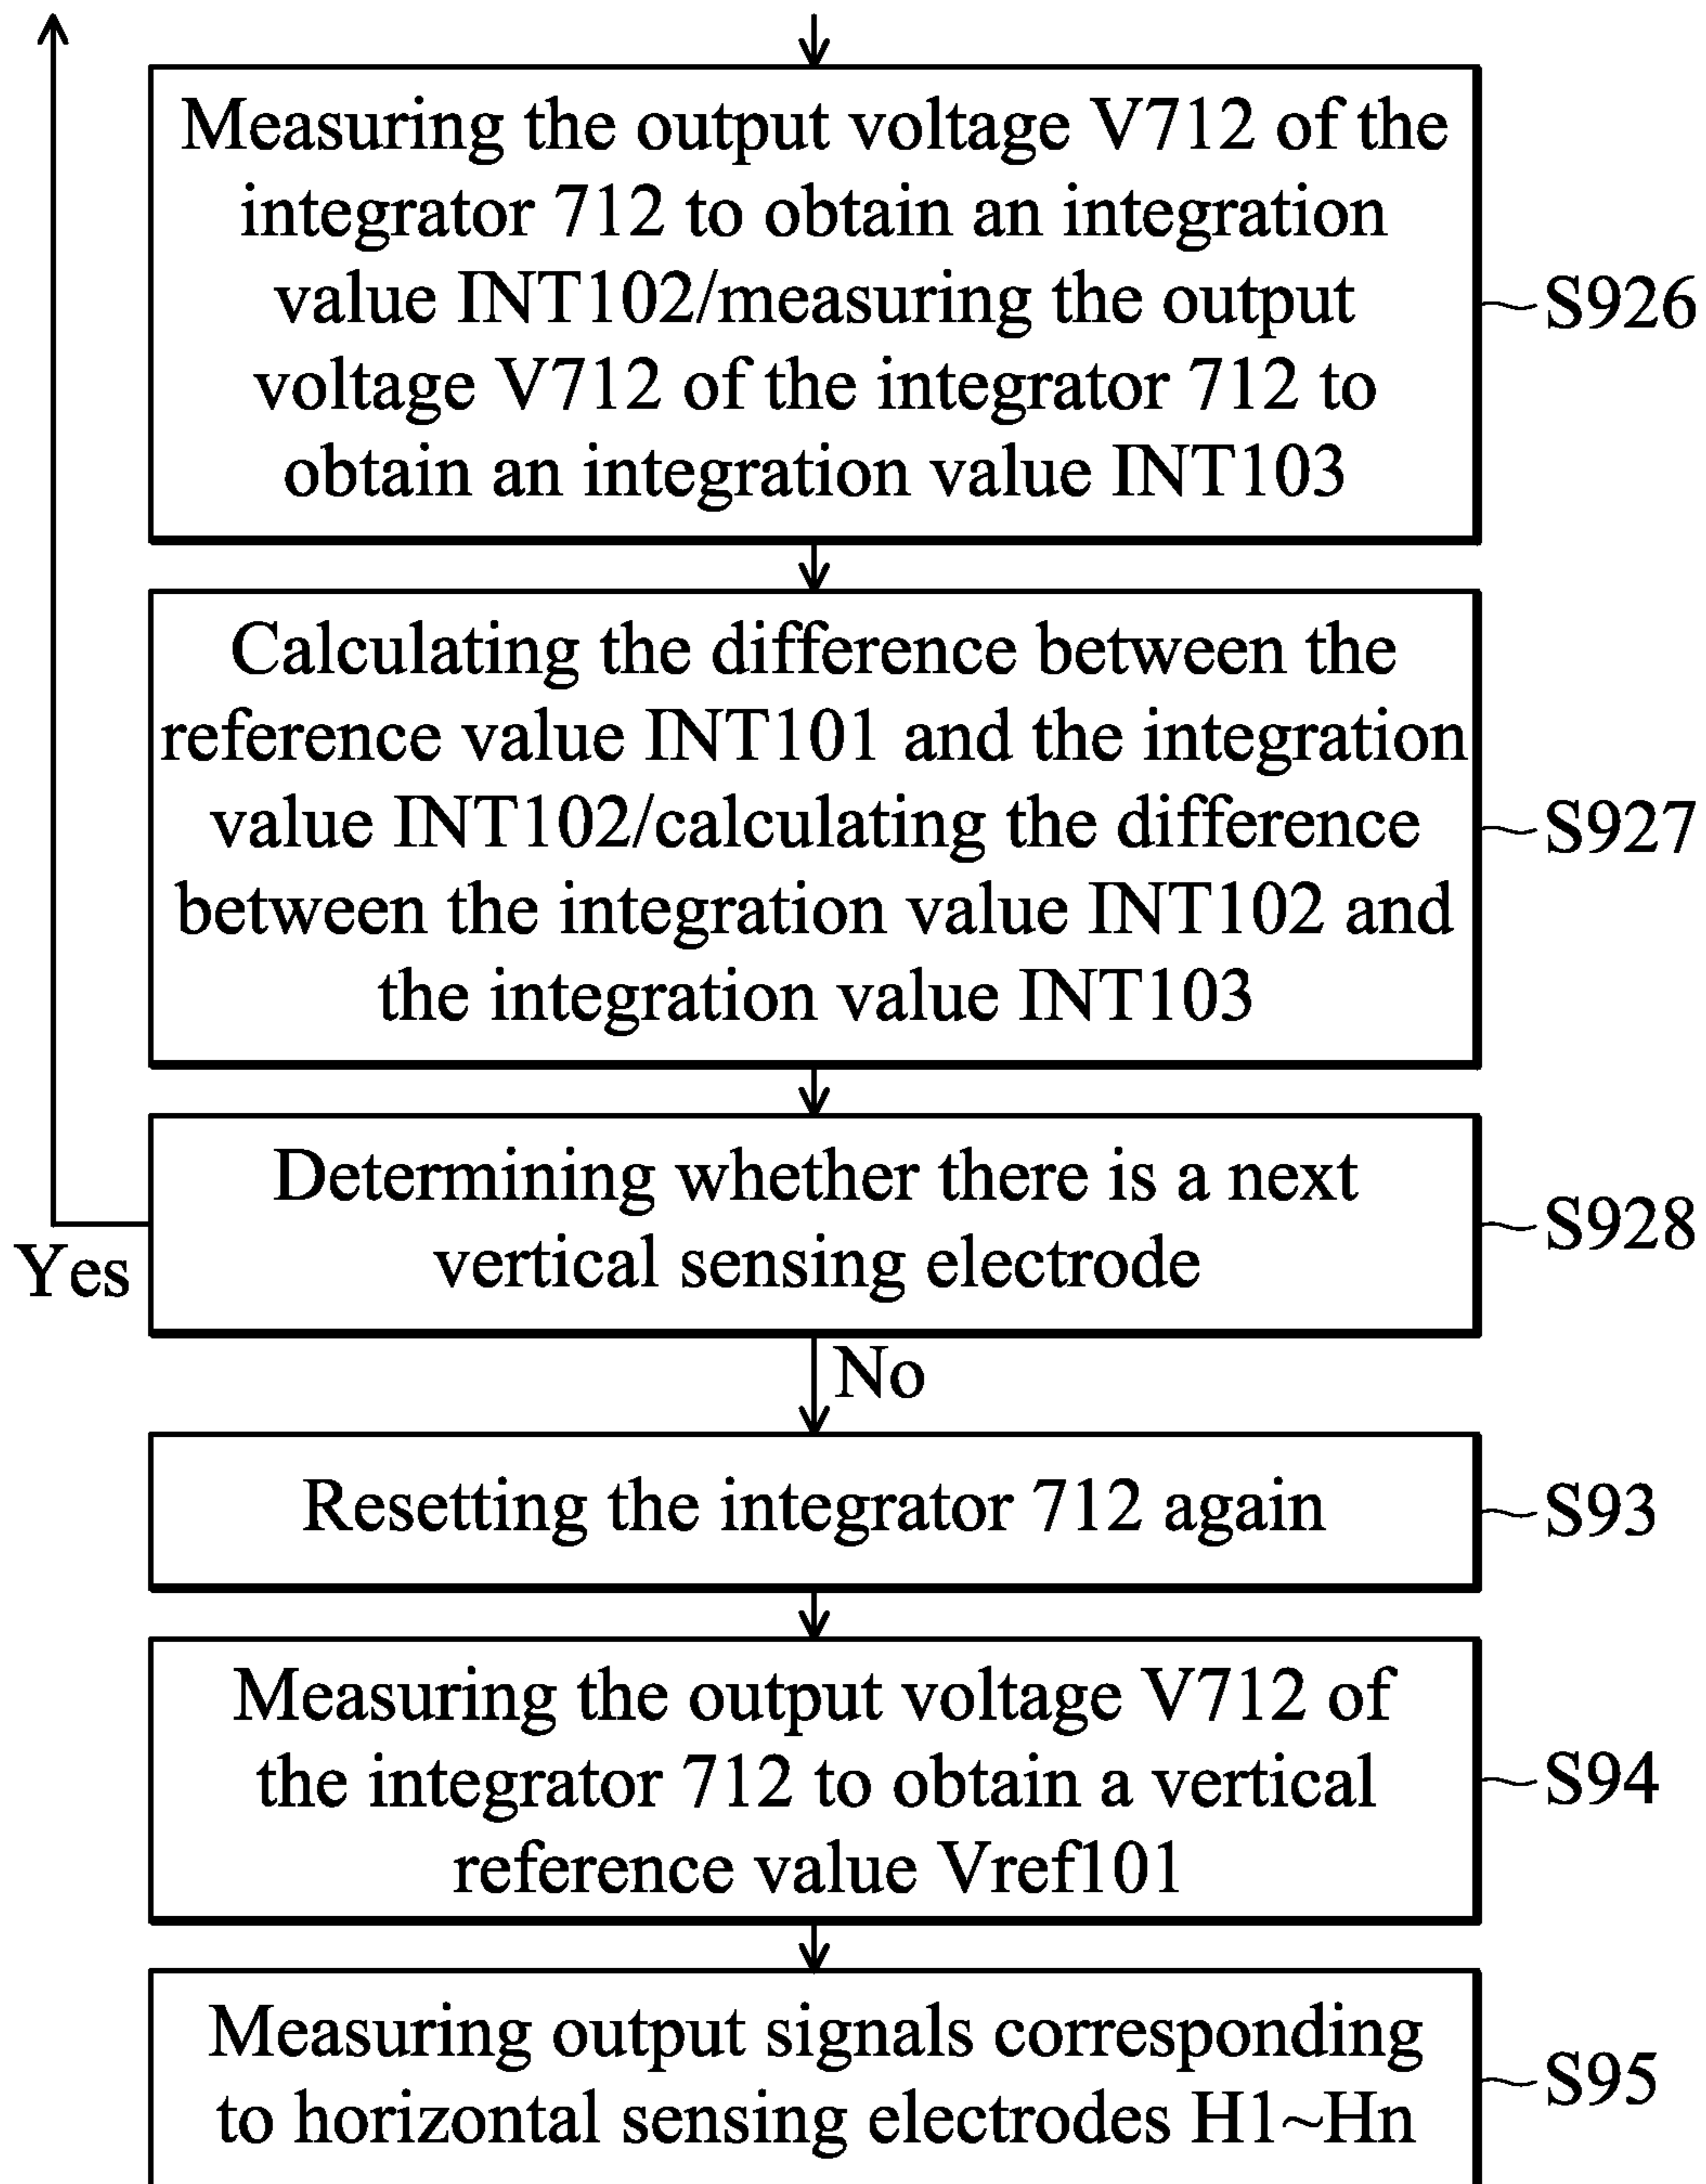 Measuring the output voltage V712 of the
integrator 712 to obtain an integration
value INT102/measuring the output
voltage V712 of the integrator 712 to
obtain an integration value INT103
S926
Calculating the difference between the
reference value INT101 and the integration
value INT102/calculating the difference
between the integration value INT102 and
the integration value INT103
S927
Determining whether there is a next
vertical sensing electrode
S928
Yes
No
Resetting the integrator 712 again
S93
Measuring the output voltage V712 of
the integrator 712 to obtain a vertical
reference value Vref101
S94
Measuring output signals corresponding
to horizontal sensing electrodes H1~Hn
S95